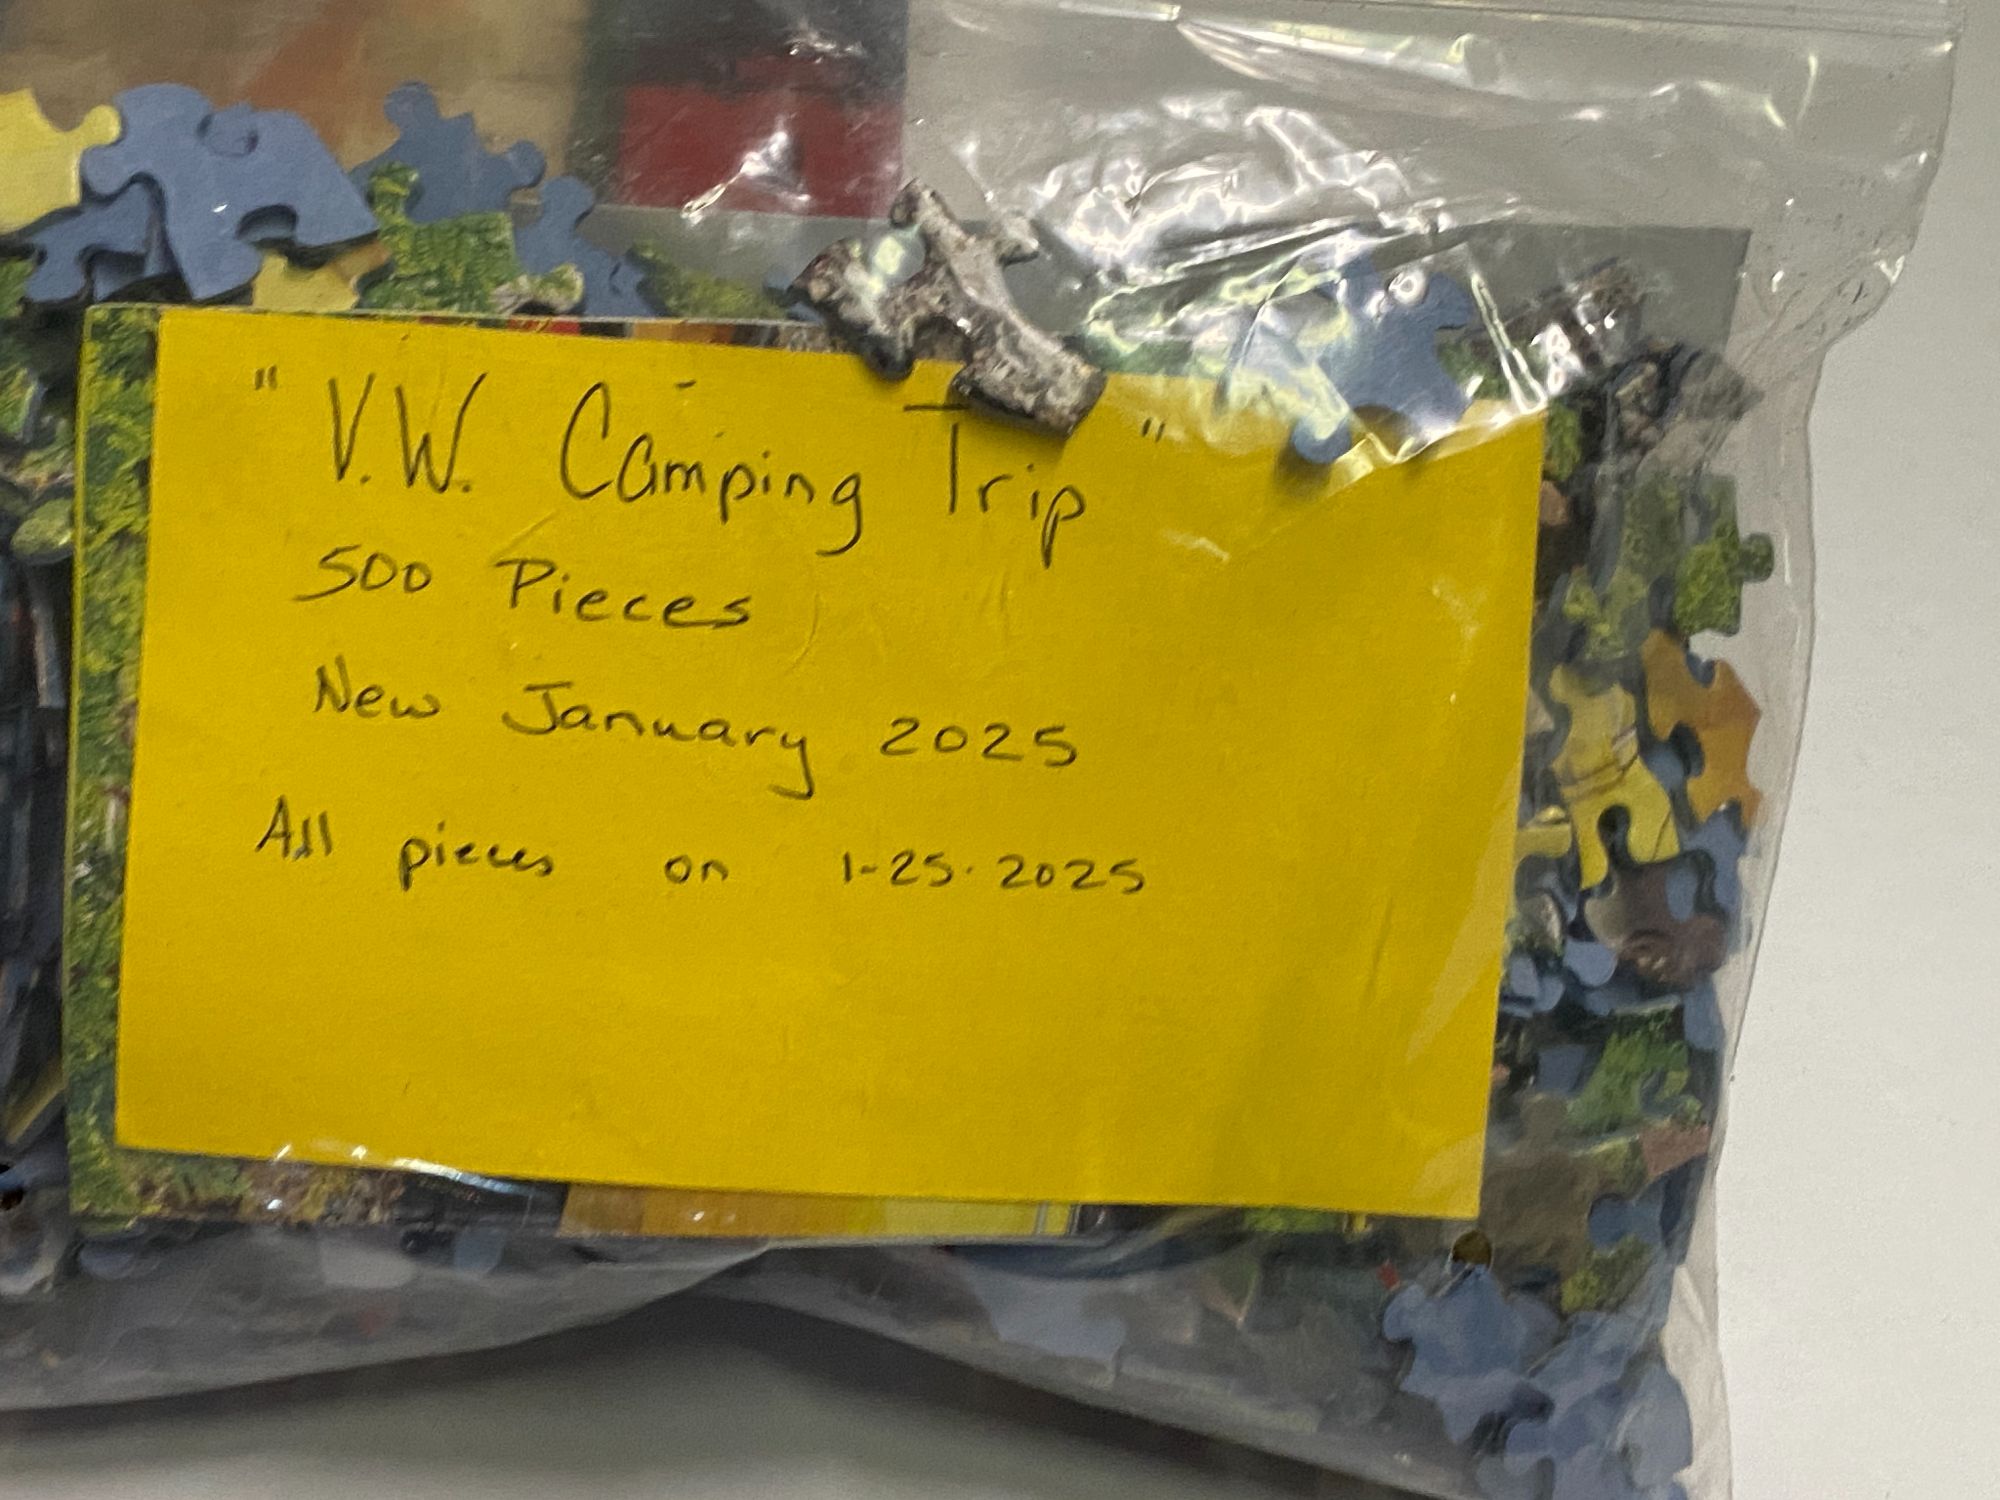 "V.W. Camping Trip"
500 Pieces
New January 2025
All pieces on 1-25-2025